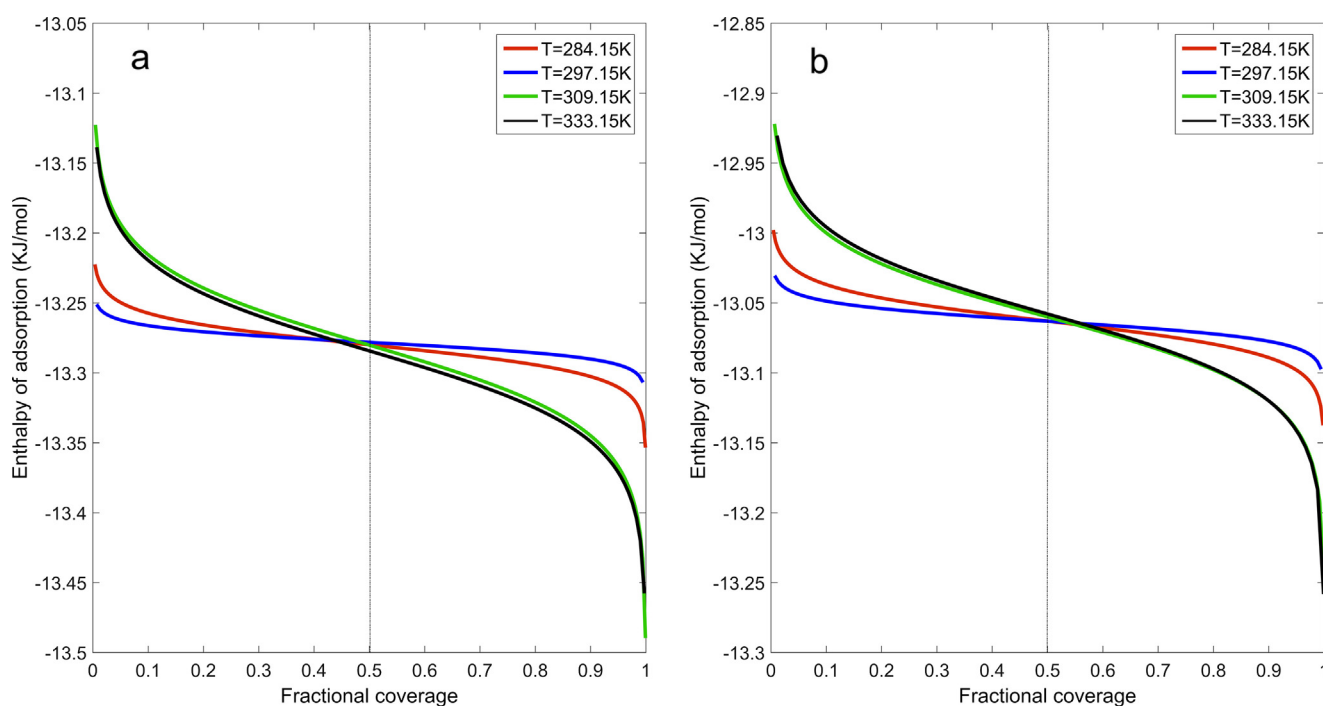 a
T=284.15K
T=297.15K
T=309.15K
T=333.15K
-13.05
-13.1
-13.15
-13.2
-13.25
-13.3
-13.35
-13.4
-13.45
-13.5
Enthalpy of adsorption (KJ/mol)
0 0.1 0.2 0.3 0.4 0.5 0.6 0.7 0.8 0.9 1
Fractional coverage
b
T=284.15K
T=297.15K
T=309.15K
T=333.15K
-12.85
-12.9
-12.95
-13
-13.05
-13.1
-13.15
-13.2
-13.25
-13.3
Enthalpy of adsorption (KJ/mol)
0 0.1 0.2 0.3 0.4 0.5 0.6 0.7 0.8 0.9 1
Fractional coverage